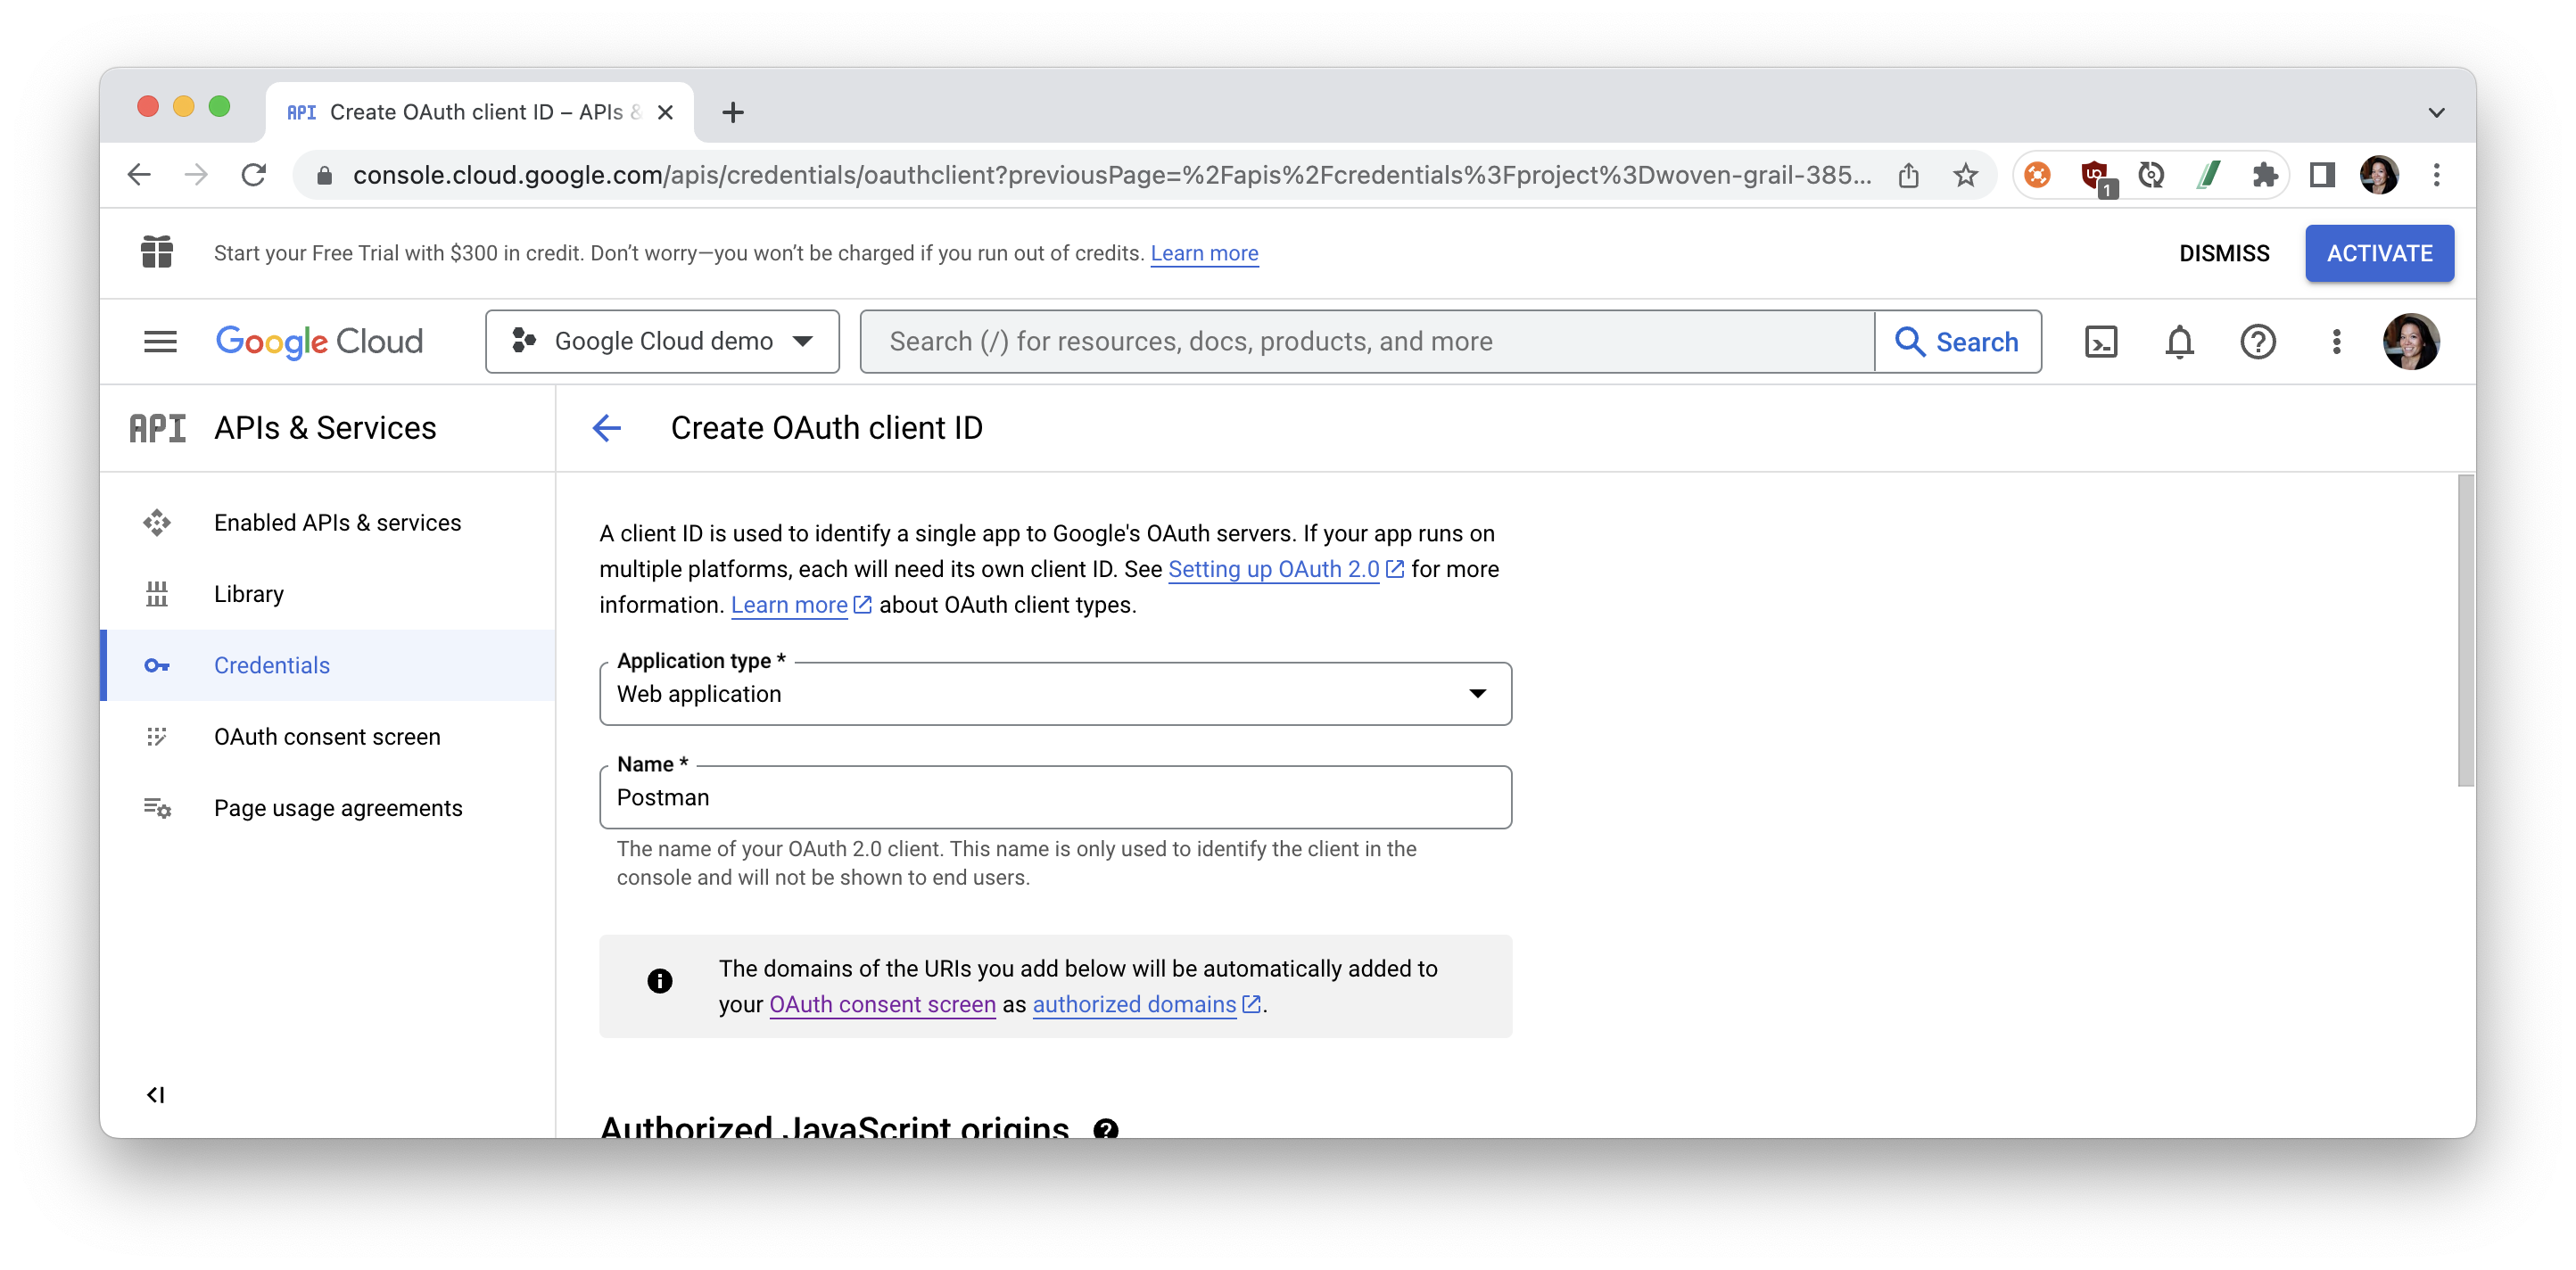 API Create OAuth client ID – APIs &
console.cloud.google.com/apis/credentials/oauthclient?previousPage=%2Fapis%2Fcredentials%3Fproject%3Dwoven-grail-385...
1
Start your Free Trial with $300 in credit. Don’t worry—you won’t be charged if you run out of credits. Learn more
DISMISS
ACTIVATE
Google Cloud
Google Cloud demo
Search (/) for resources, docs, products, and more
Search
API APIs & Services
Create OAuth client ID
Enabled APIs & services
Library
Credentials
OAuth consent screen
Page usage agreements
A client ID is used to identify a single app to Google's OAuth servers. If your app runs on
multiple platforms, each will need its own client ID. See Setting up OAuth 2.0 for more
information. Learn more about OAuth client types.
Application type *
Web application
Name *
Postman
The name of your OAuth 2.0 client. This name is only used to identify the client in the
console and will not be shown to end users.
The domains of the URIs you add below will be automatically added to
your OAuth consent screen as authorized domains.
Authorized JavaScript origins